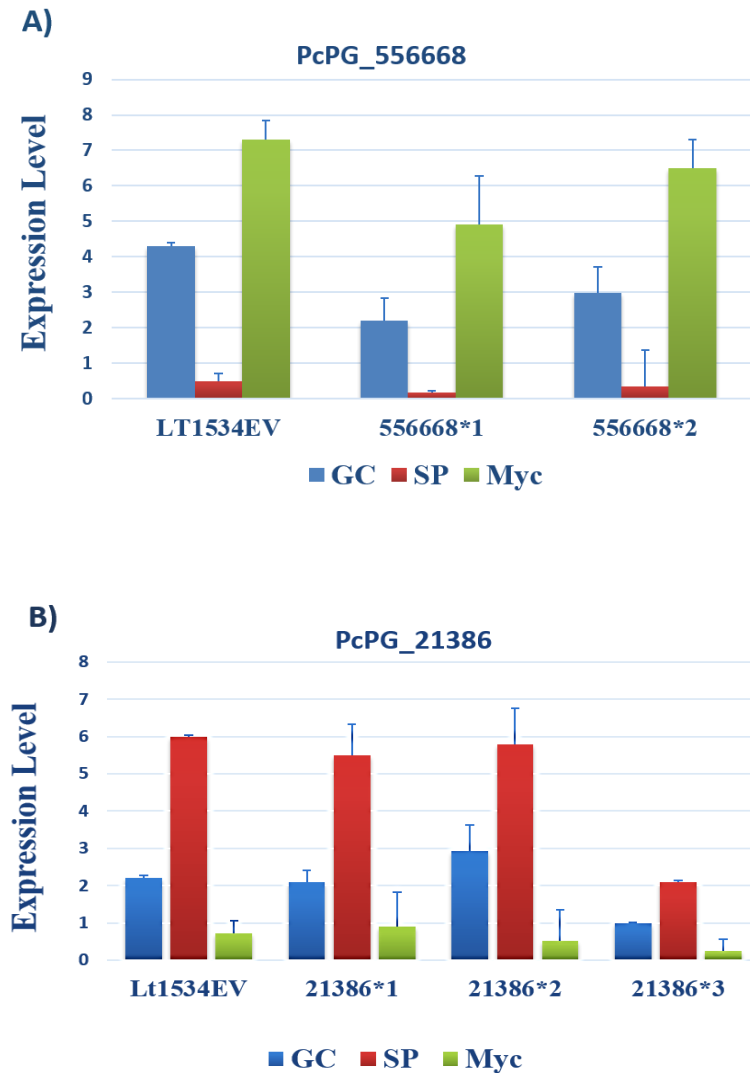 A)
PcPG_556668
Expression Level
9
8
7
6
5
4
3
2
1
0
LT1534EV 556668*1 556668*2
GC SP Myc
B)
PcPG_21386
Expression Level
8
7
6
5
4
3
2
1
0
Lt1534EV 21386*1 21386*2 21386*3
GC SP Myc